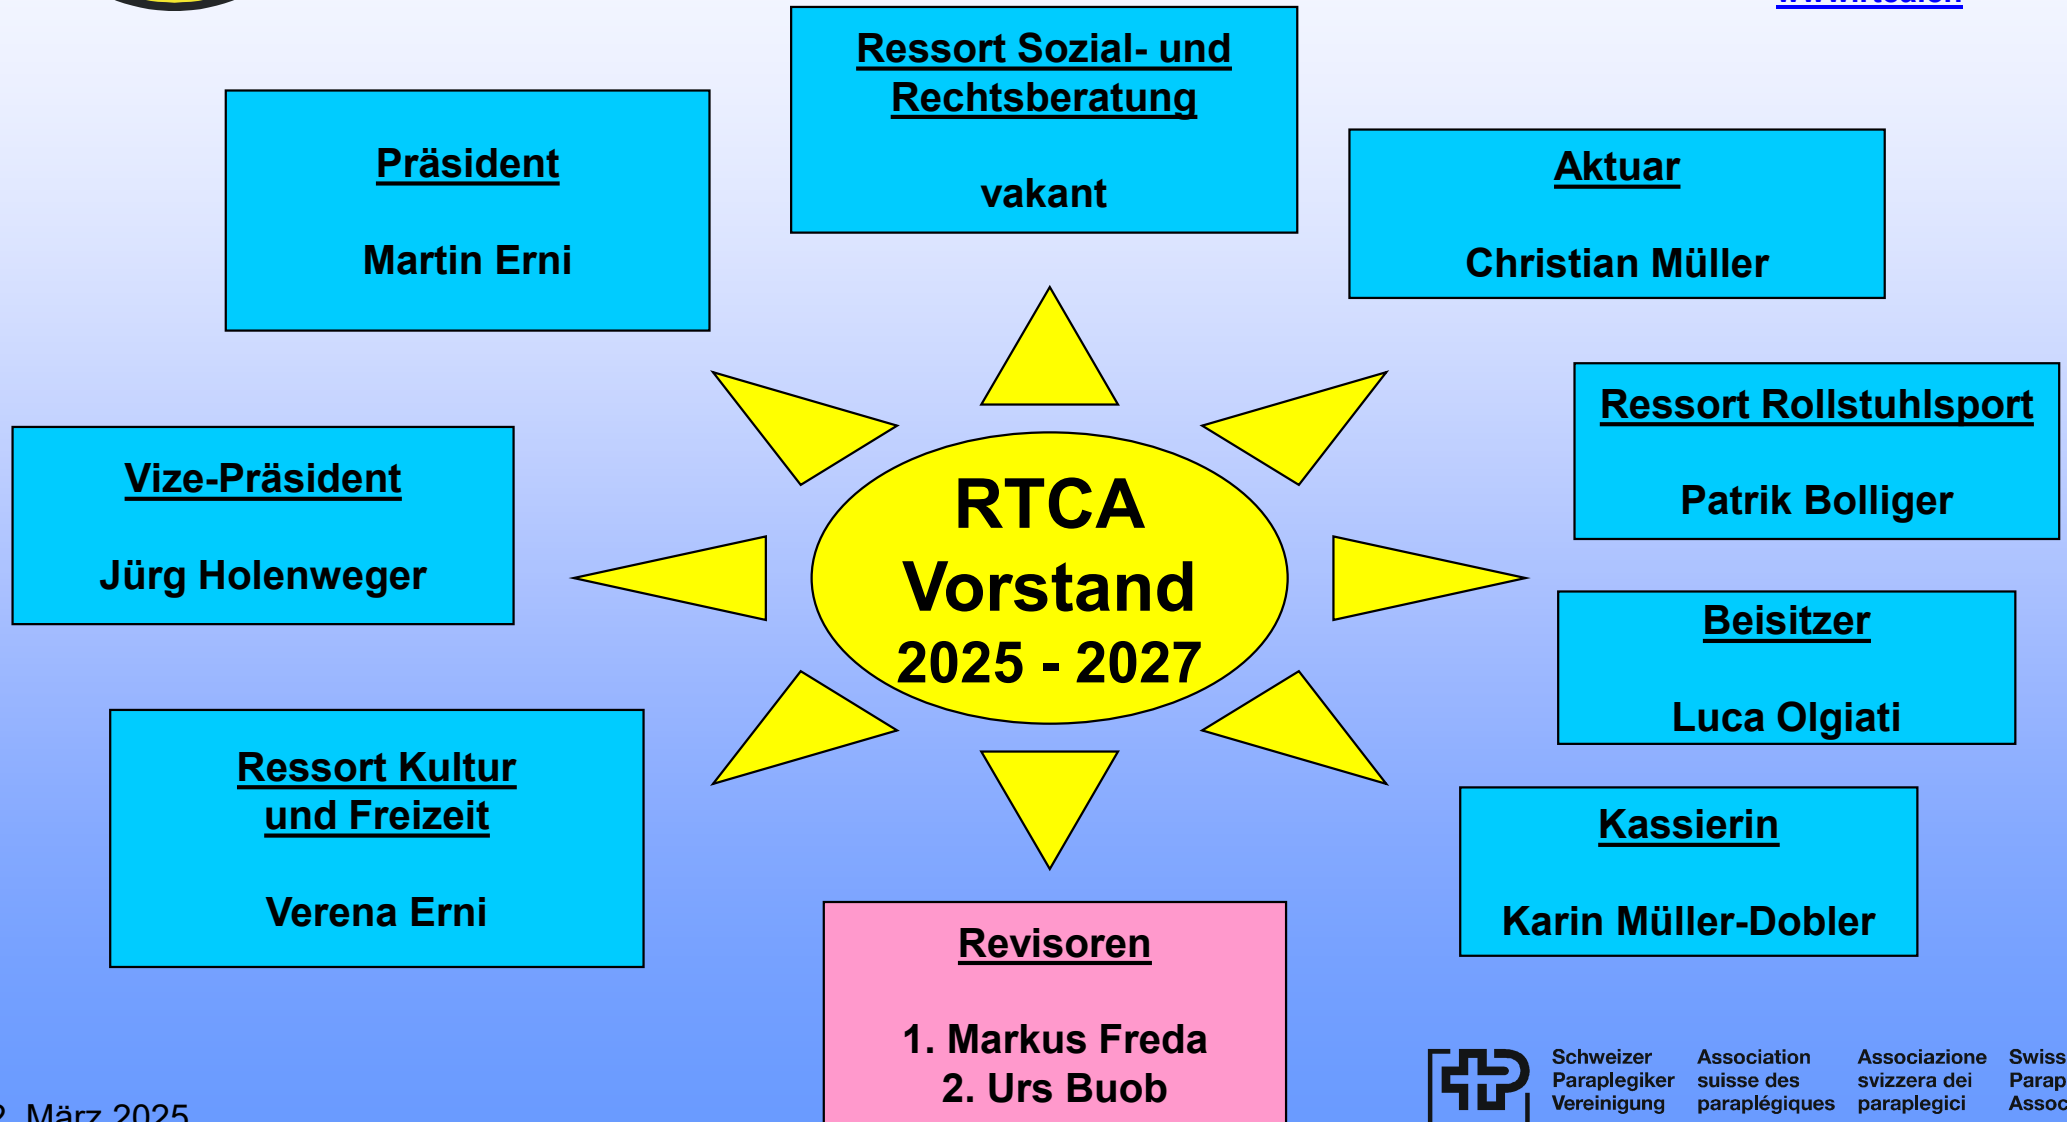 Ressort Sozial- und
Rechtsberatung
vakant
Präsident
Martin Erni
Aktuar
Christian Müller
Ressort Rollstuhlsport
Patrik Bolliger
Vize-Präsident
Jürg Holenweger
RTCA
Vorstand
2025 - 2027
Beisitzer
Luca Olgiati
Ressort Kultur
und Freizeit
Verena Erni
Kassierin
Karin Müller-Dobler
Revisoren
1. Markus Freda
2. Urs Buob
Schweizer
Paraplegiker
Vereinigung
Association
suisse des
paraplégiques
Associazione
svizzera dei
paraplegici
Swiss
März 2025